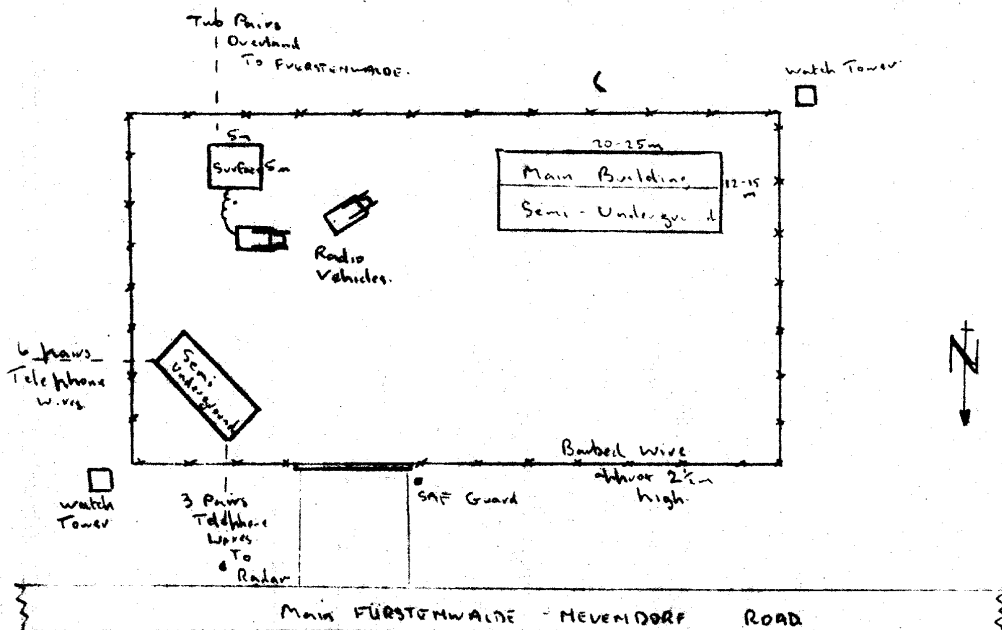 Two Pairs
Overland
To FUERSTENWALDE.
Watch Tower
5m
Surface
5m
20-25m
Main Building
Semi-Underground
12-15
m
Radio
Vehicles.
6 pairs
Telephone
Wires
Semi
Underground
N
Barbed Wire
approx 2½m
high.
SAF Guard
Watch
Tower
3 Pairs
Telephone
Wires
To
Radar
Main FÜRSTENWALDE - NEUENDORF ROAD